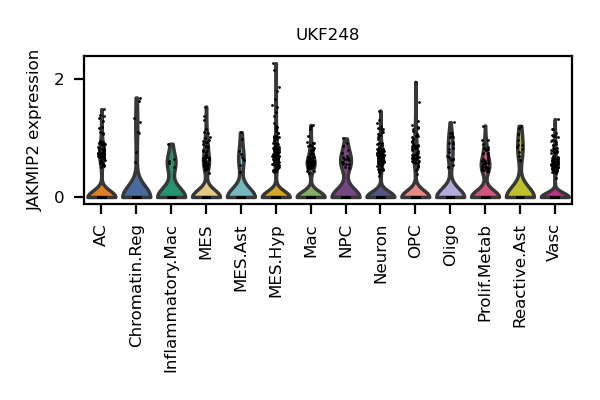 UKF248
JAKMIP2 expression
2
0
AC
Chromatin.Reg
Inflammatory.Mac
MES
MES.Ast
MES.Hyp
Mac
NPC
Neuron
OPC
Oligo
Prolif.Metab
Reactive.Ast
Vasc